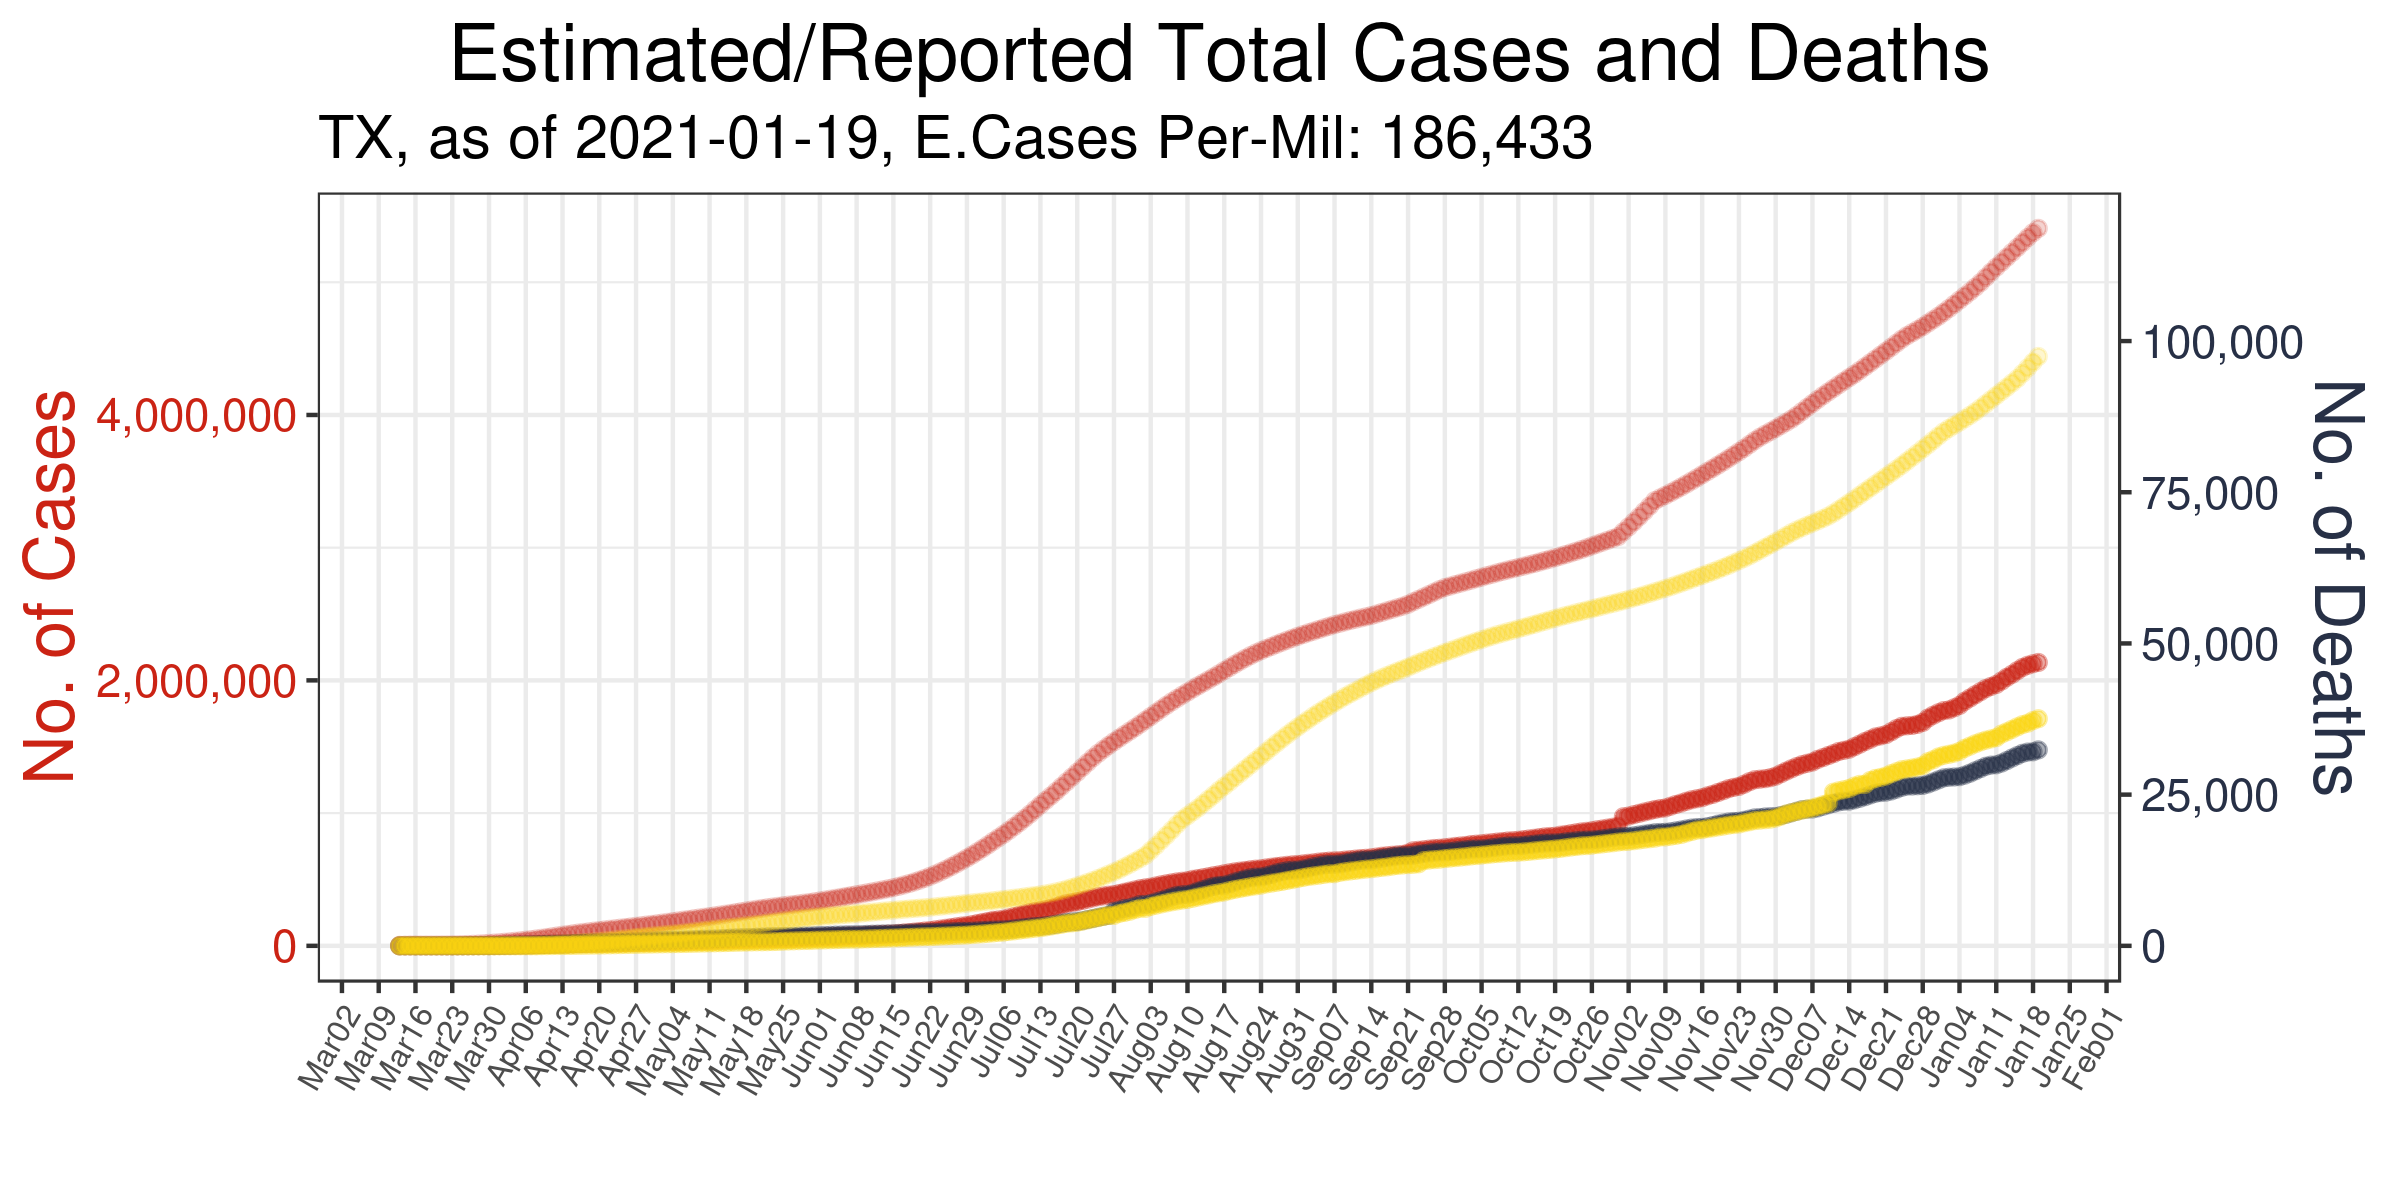 Estimated/Reported Total Cases and Deaths
TX, as of 2021-01-19, E.Cases Per-Mil: 186,433
No. of Cases
4,000,000
2,000,000
0
100,000
75,000
50,000
25,000
0
No. of Deaths
Mar02
Mar09
Mar16
Mar23
Mar30
Apr06
Apr13
Apr20
Apr27
May04
May11
May18
May25
Jun01
Jun08
Jun15
Jun22
Jun29
Jul06
Jul13
Jul20
Jul27
Aug03
Aug10
Aug17
Aug24
Aug31
Sep07
Sep14
Sep21
Sep28
Oct05
Oct12
Oct19
Oct26
Nov02
Nov09
Nov16
Nov23
Nov30
Dec07
Dec14
Dec21
Dec28
Jan04
Jan11
Jan18
Jan25
Feb01